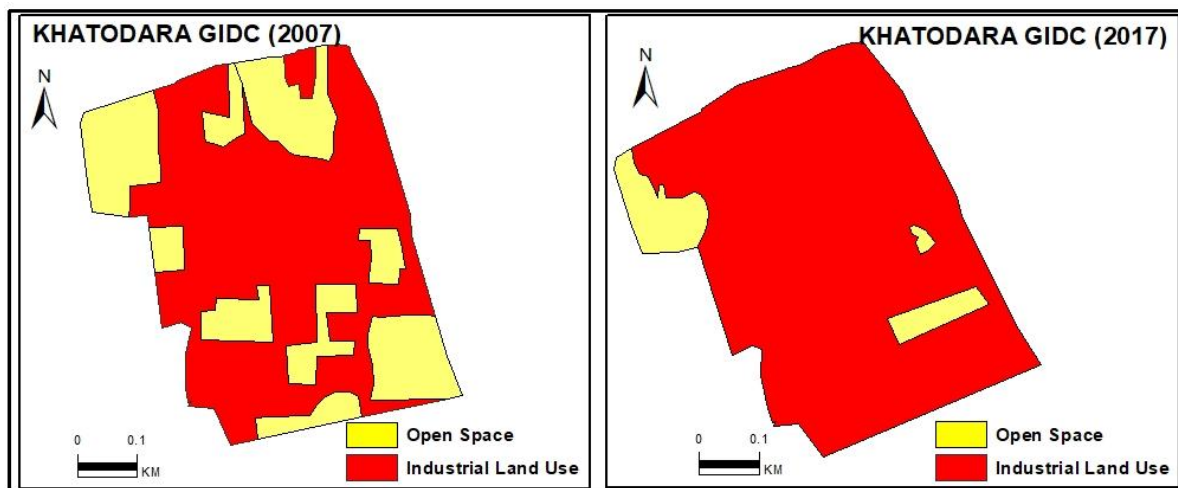 KHATODARA GIDC (2007)
N
0 0.1
KM
Open Space
Industrial Land Use
KHATODARA GIDC (2017)
N
0 0.1
KM
Open Space
Industrial Land Use